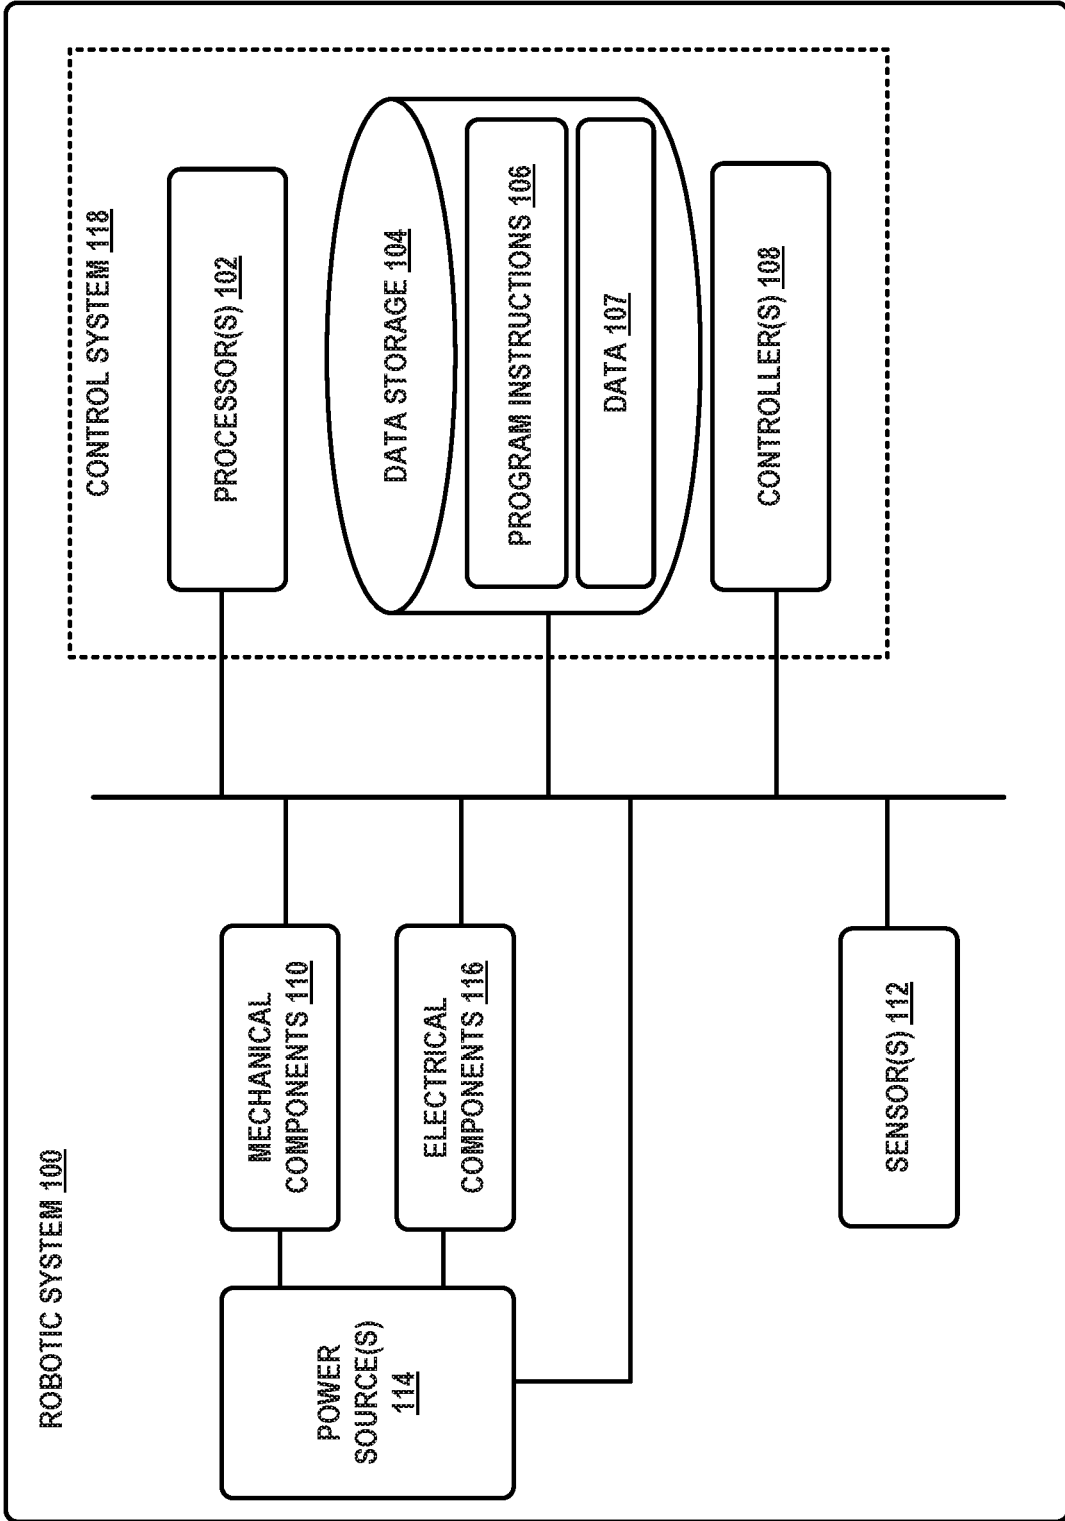 ROBOTIC SYSTEM 100
CONTROL SYSTEM 118
POWER
SOURCE(S)
114
MECHANICAL
COMPONENTS 110
PROCESSOR(S) 102
DATA STORAGE 104
ELECTRICAL
COMPONENTS 116
PROGRAM INSTRUCTIONS 106
DATA 107
CONTROLLER(S) 108
SENSOR(S) 112